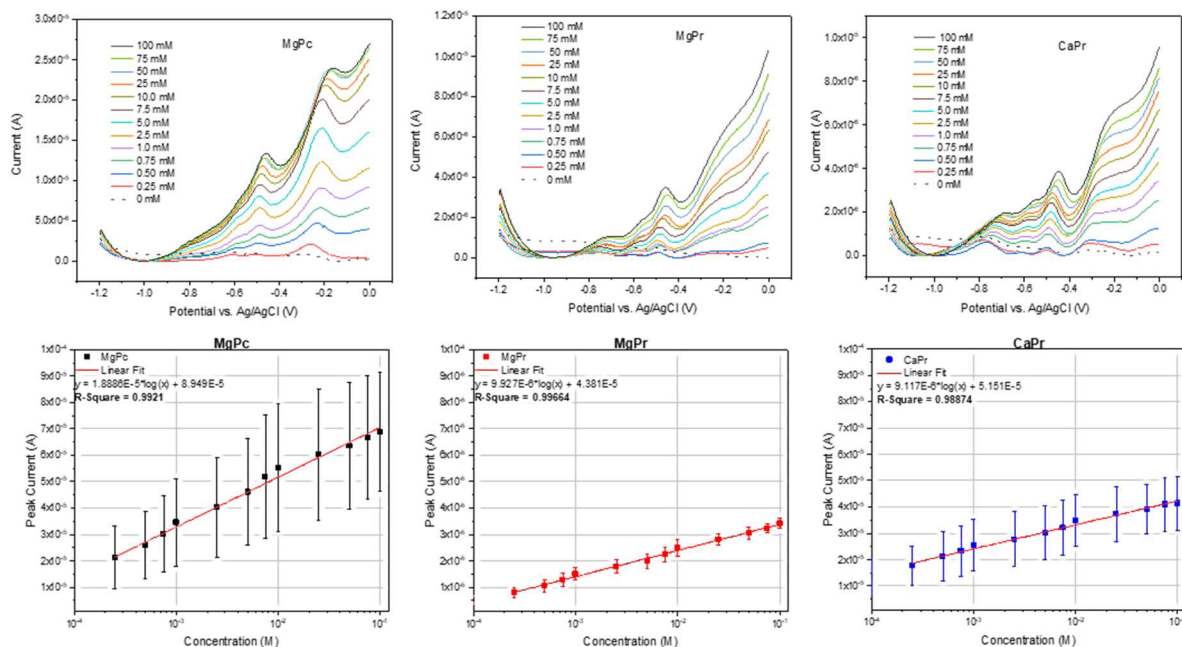 MgPc
3.0x10⁻⁵
2.5x10⁻⁵
2.0x10⁻⁵
1.5x10⁻⁵
1.0x10⁻⁵
5.0x10⁻⁶
0.0
Current (A)
100 mM
75 mM
50 mM
25 mM
10.0 mM
7.5 mM
5.0 mM
2.5 mM
1.0 mM
0.75 mM
0.50 mM
0.25 mM
0 mM
-1.2 -1.0 -0.8 -0.6 -0.4 -0.2 0.0
Potential vs. Ag/AgCl (V)
MgPr
1.2x10⁻⁵
1.0x10⁻⁵
8.0x10⁻⁶
6.0x10⁻⁶
4.0x10⁻⁶
2.0x10⁻⁶
0.0
Current (A)
100 mM
75 mM
50 mM
25 mM
10 mM
7.5 mM
5.0 mM
2.5 mM
1.0 mM
0.75 mM
0.50 mM
0.25 mM
0 mM
-1.2 -1.0 -0.8 -0.6 -0.4 -0.2 0.0
Potential vs. Ag/AgCl (V)
CaPr
1.0x10⁻⁵
8.0x10⁻⁶
6.0x10⁻⁶
4.0x10⁻⁶
2.0x10⁻⁶
0.0
Current (A)
100 mM
75 mM
50 mM
25 mM
10 mM
7.5 mM
5.0 mM
2.5 mM
1.0 mM
0.75 mM
0.50 mM
0.25 mM
0 mM
-1.2 -1.0 -0.8 -0.6 -0.4 -0.2 0.0
Potential vs. Ag/AgCl (V)
MgPc
1x10⁻⁴
9x10⁻⁵
8x10⁻⁵
7x10⁻⁵
6x10⁻⁵
5x10⁻⁵
4x10⁻⁵
3x10⁻⁵
2x10⁻⁵
1x10⁻⁵
Peak Current (A)
MgPc
Linear Fit
y = 1.8886E-5*log(x) + 8.949E-5
R-Square = 0.9921
10⁻⁴ 10⁻³ 10⁻² 10⁻¹
Concentration (M)
MgPr
1x10⁻⁴
9x10⁻⁵
8x10⁻⁵
7x10⁻⁵
6x10⁻⁵
5x10⁻⁵
4x10⁻⁵
3x10⁻⁵
2x10⁻⁵
1x10⁻⁵
Peak Current (A)
MgPr
Linear Fit
y = 9.927E-6*log(x) + 4.381E-5
R-Square = 0.99664
10⁻⁴ 10⁻³ 10⁻² 10⁻¹
Concentration (M)
CaPr
1x10⁻⁴
9x10⁻⁵
8x10⁻⁵
7x10⁻⁵
6x10⁻⁵
5x10⁻⁵
4x10⁻⁵
3x10⁻⁵
2x10⁻⁵
1x10⁻⁵
Peak Current (A)
CaPr
Linear Fit
y = 9.117E-6*log(x) + 5.151E-5
R-Square = 0.98874
10⁻⁴ 10⁻³ 10⁻² 10⁻¹
Concentration (M)